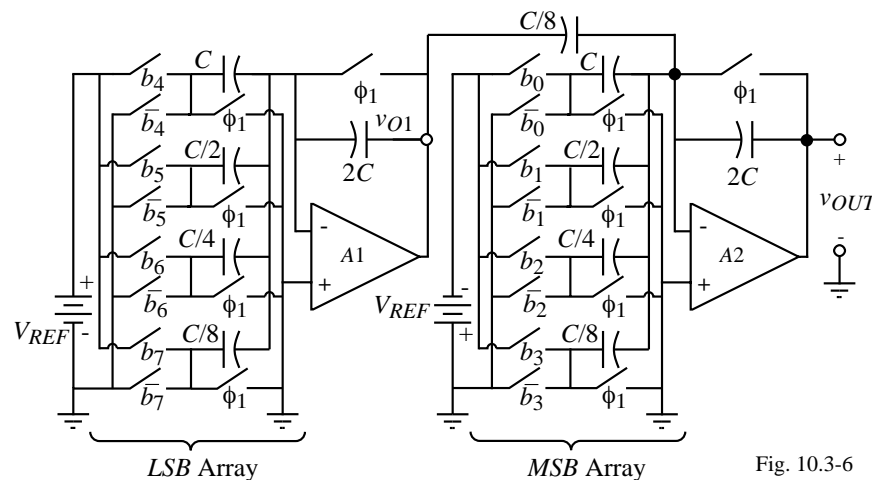 C/8
C
C
b4
b0
ϕ1
ϕ1
b̅4
ϕ1
vO1
b̅0
ϕ1
C/2
b5
2C
C/2
b1
2C
+
b̅5
ϕ1
b̅1
ϕ1
vOUT
C/4
b6
-
A1
C/4
b2
-
A2
-
+
b̅6
ϕ1
+
-
b̅2
ϕ1
+
VREF
-
C/8
VREF
+
C/8
b7
b3
b̅7
ϕ1
b̅3
ϕ1
LSB Array
MSB Array
Fig. 10.3-6